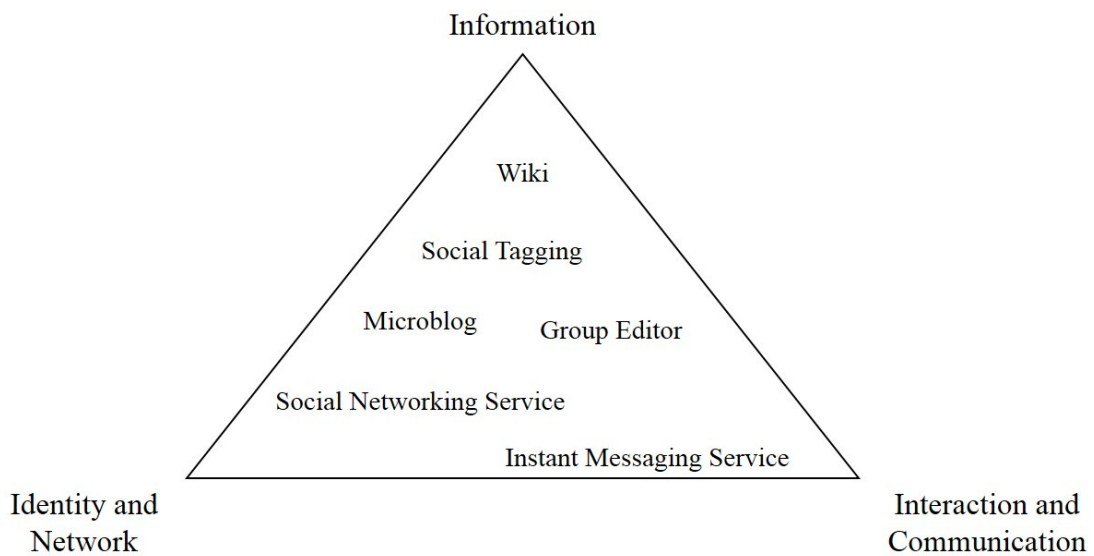 Information
Wiki
Social Tagging
Microblog
Group Editor
Social Networking Service
Instant Messaging Service
Identity and
Network
Interaction and
Communication